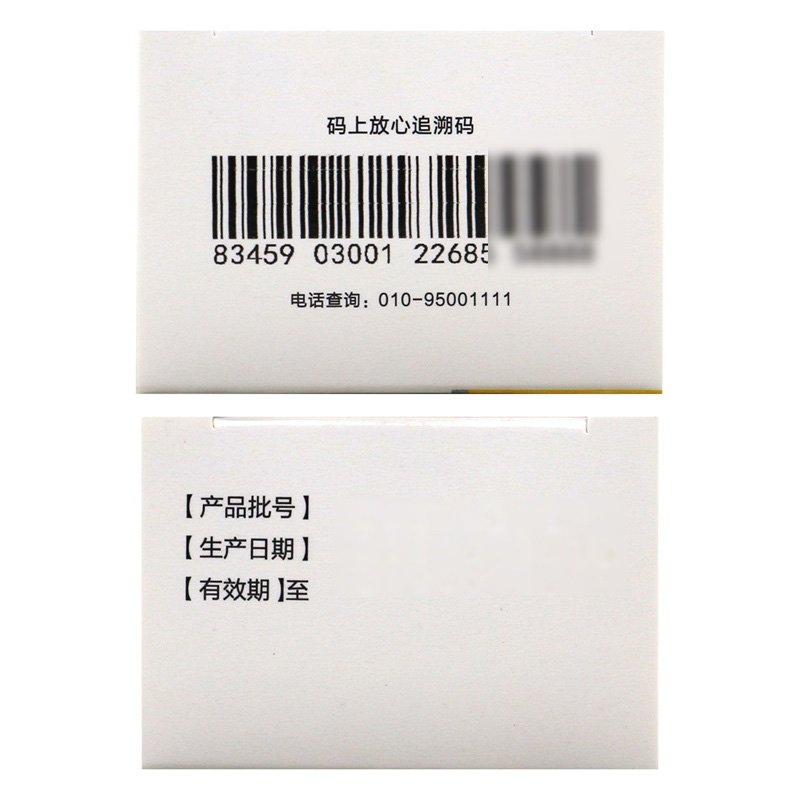 码上放心追溯码
83459 03001 22685
电话查询：010-95001111
【产品批号】
【生产日期】
【有效期】至